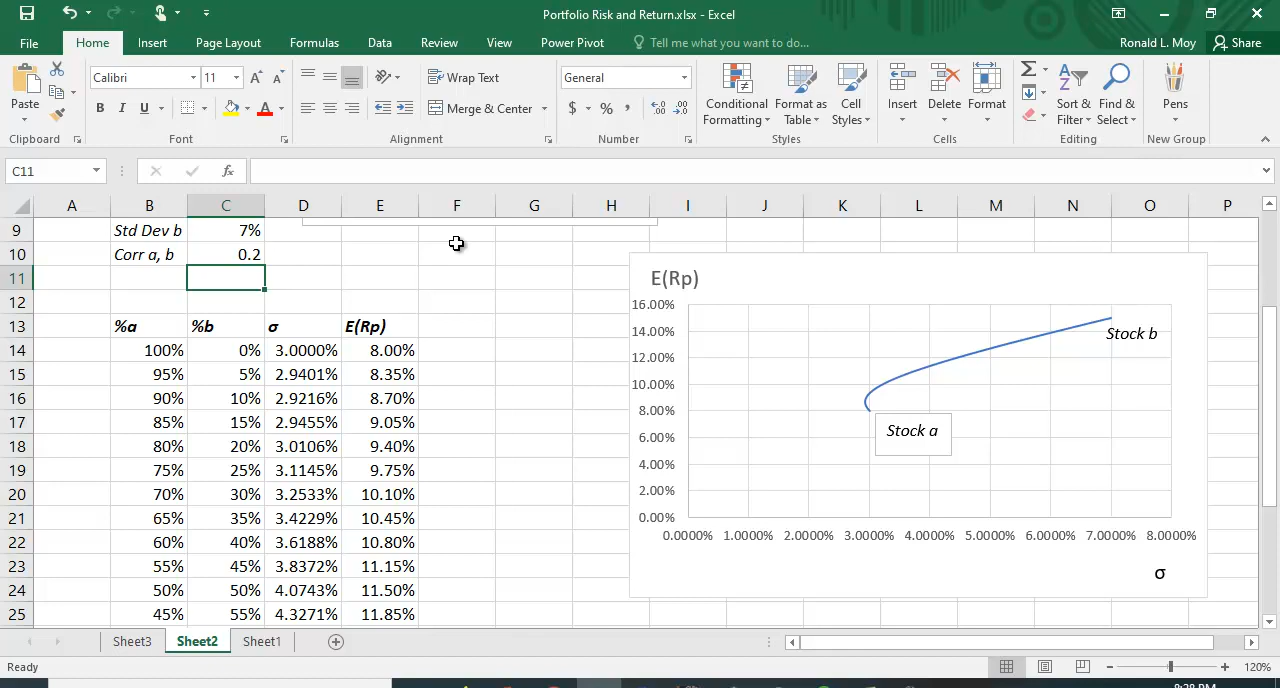 Portfolio Risk and Return.xlsx - Excel
File Home Insert Page Layout Formulas Data Review View Power Pivot Tell me what you want to do... Ronald L. Moy Share
Paste Calibri 11 A A Wrap Text General Conditional Formatting Format as Table Cell Styles Insert Delete Format Sort & Filter Find & Select Pens
B I U A Merge & Center $ % ,
Clipboard Font Alignment Number Styles Cells Editing New Group
C11 fx
A B C D E F G H I J K L M N O P
9 Std Dev b 7%
10 Corr a, b 0.2
11
12
13 %a %b σ E(Rp)
14 100% 0% 3.0000% 8.00%
15 95% 5% 2.9401% 8.35%
16 90% 10% 2.9216% 8.70%
17 85% 15% 2.9455% 9.05%
18 80% 20% 3.0106% 9.40%
19 75% 25% 3.1145% 9.75%
20 70% 30% 3.2533% 10.10%
21 65% 35% 3.4229% 10.45%
22 60% 40% 3.6188% 10.80%
23 55% 45% 3.8372% 11.15%
24 50% 50% 4.0743% 11.50%
25 45% 55% 4.3271% 11.85%
E(Rp)
16.00%
14.00%
12.00%
10.00%
8.00%
6.00%
4.00%
2.00%
0.00%
Stock b
Stock a
0.0000% 1.0000% 2.0000% 3.0000% 4.0000% 5.0000% 6.0000% 7.0000% 8.0000%
σ
Sheet3 Sheet2 Sheet1
Ready 120%